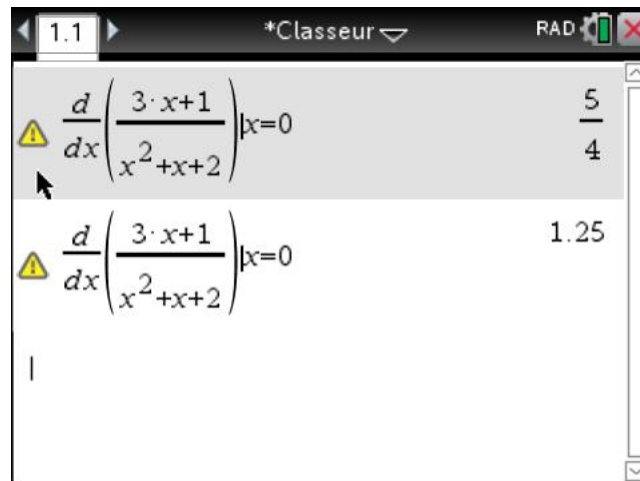 1.1 *Classeur RAD
d/dx((3·x+1)/(x²+x+2))|x=0 5/4
d/dx((3·x+1)/(x²+x+2))|x=0 1.25